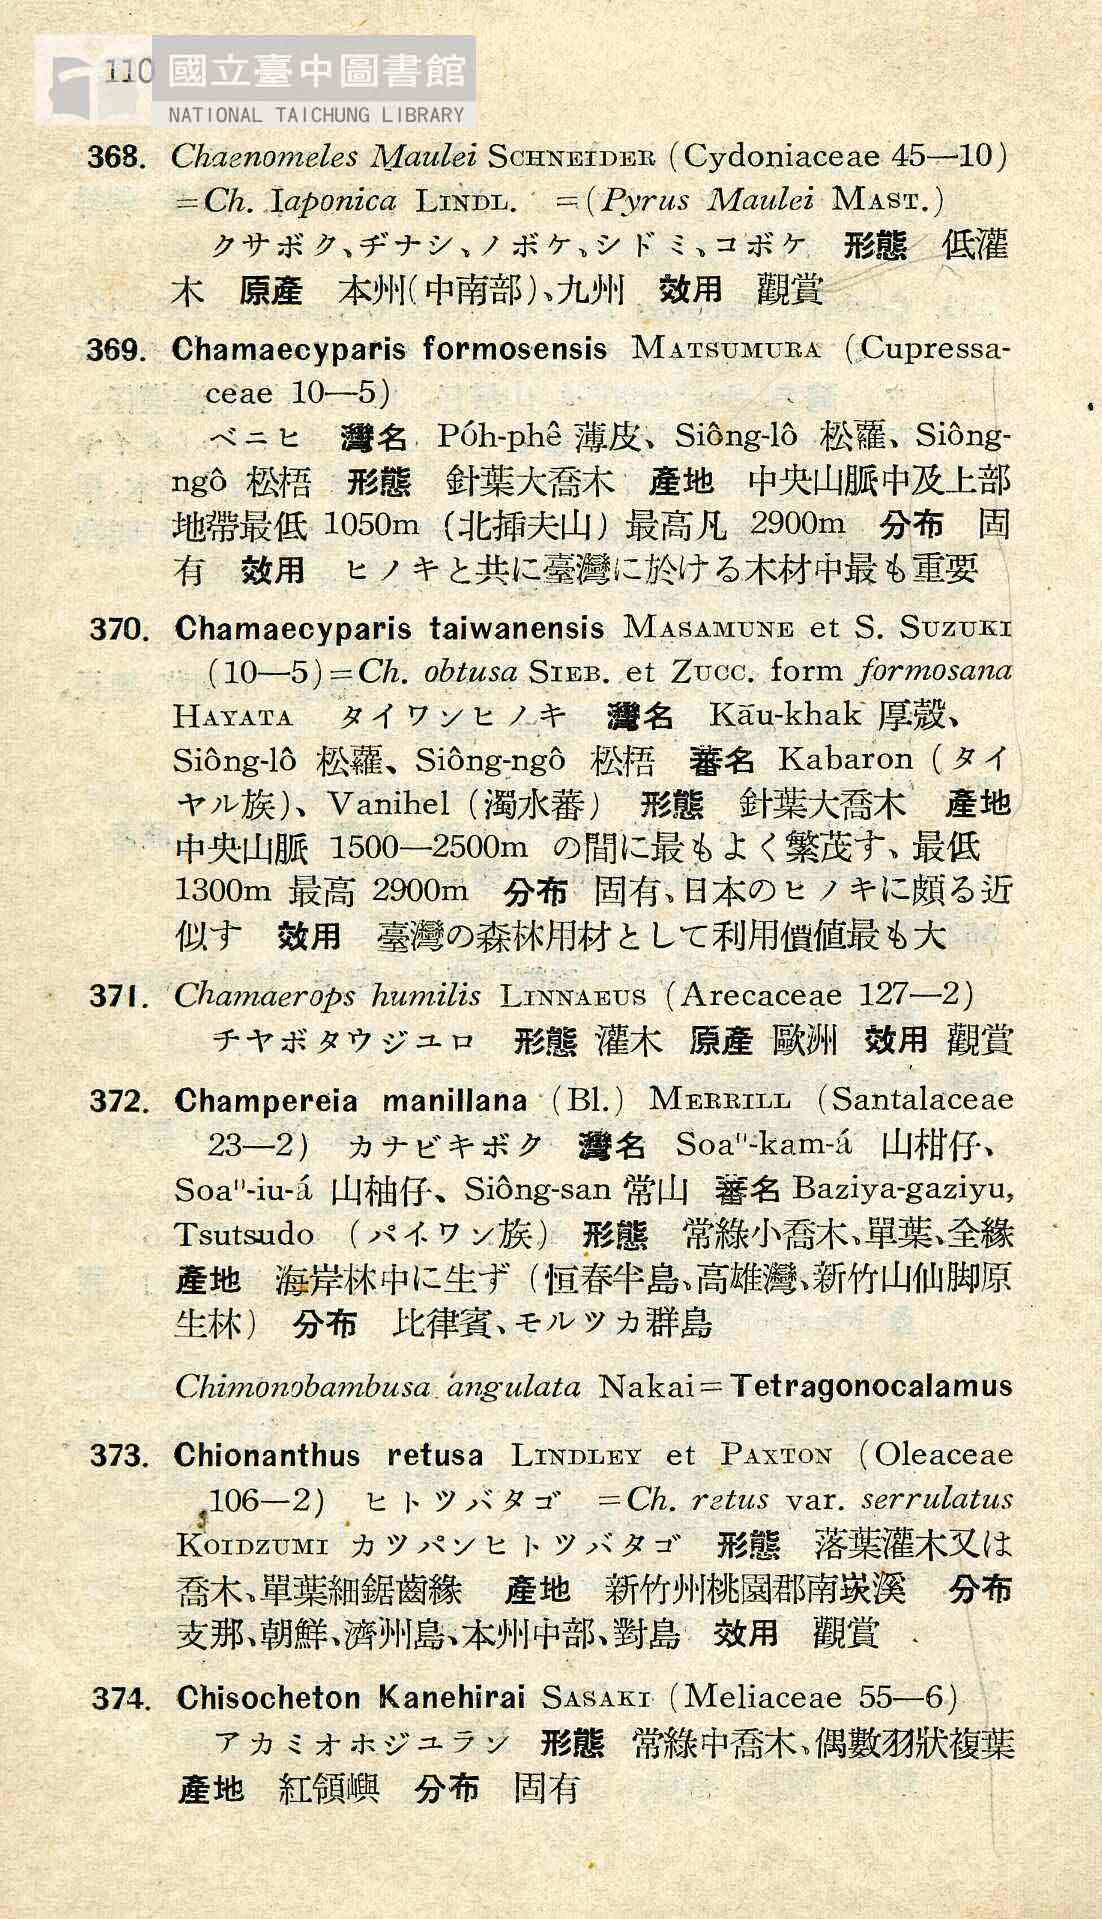 110 國立臺中圖書館
NATIONAL TAICHUNG LIBRARY
368. Chaenomeles Maulei SCHNEIDER (Cydoniaceae 45—10)
=Ch. Iaponica LINDL. =(Pyrus Maulei MAST.)
クサボク、ヂナシ、ノボケ、シドミ、コボケ 形態 低灌
木 原產 本州(中南部)、九州 效用 觀賞
369. Chamaecyparis formosensis MATSUMURA (Cupressa-
ceae 10—5)
ベニヒ 灣名 Póh-phê 薄皮、Siông-lô 松蘿、Siông-
ngô 松梧 形態 針葉大喬木 產地 中央山脈中及上部
地帶最低 1050m (北揷天山) 最高凡 2900m 分布 固
有 效用 ヒノキと共に臺灣に於ける木材中最も重要
370. Chamaecyparis taiwanensis MASAMUNE et S. SUZUKI
(10—5)=Ch. obtusa SIEB. et ZUCC. form formosana
HAYATA タイワンヒノキ 灣名 Kāu-khak 厚殼、
Siông-lô 松蘿、Siông-ngô 松梧 蕃名 Kabaron (タイ
ヤル族)、Vanihel (濁水蕃) 形態 針葉大喬木 產地
中央山脈 1500—2500m の間に最もよく繁茂す、最低
1300m 最高 2900m 分布 固有、日本のヒノキに頗る近
似す 效用 臺灣の森林用材として利用價値最も大
371. Chamaerops humilis LINNAEUS (Arecaceae 127—2)
チヤボタウジユロ 形態 灌木 原產 歐洲 效用 觀賞
372. Champereia manillana (Bl.) MERRILL (Santalaceae
23—2) カナビキボク 灣名 Soaⁿ-kam-á 山柑仔、
Soaⁿ-iu-á 山柚仔、Siông-san 常山 蕃名 Baziya-gaziyu,
Tsutsudo (パイワン族) 形態 常綠小喬木、單葉、全緣
產地 海岸林中に生ず (恒春半島、高雄灣、新竹山仙脚原
生林) 分布 比律賓、モルツカ群島
Chimonobambusa angulata Nakai=Tetragonocalamus
373. Chionanthus retusa LINDLEY et PAXTON (Oleaceae
106—2) ヒトツバタゴ =Ch. retus var. serrulatus
KOIDZUMI カツパンヒトツバタゴ 形態 落葉灌木又は
喬木、單葉細鋸齒緣 產地 新竹州桃園郡南崁溪 分布
支那、朝鮮、濟州島、本州中部、對島 效用 觀賞
374. Chisocheton Kanehirai SASAKI (Meliaceae 55—6)
アカミオホジユラン 形態 常綠中喬木、偶數羽狀複葉
產地 紅領嶼 分布 固有